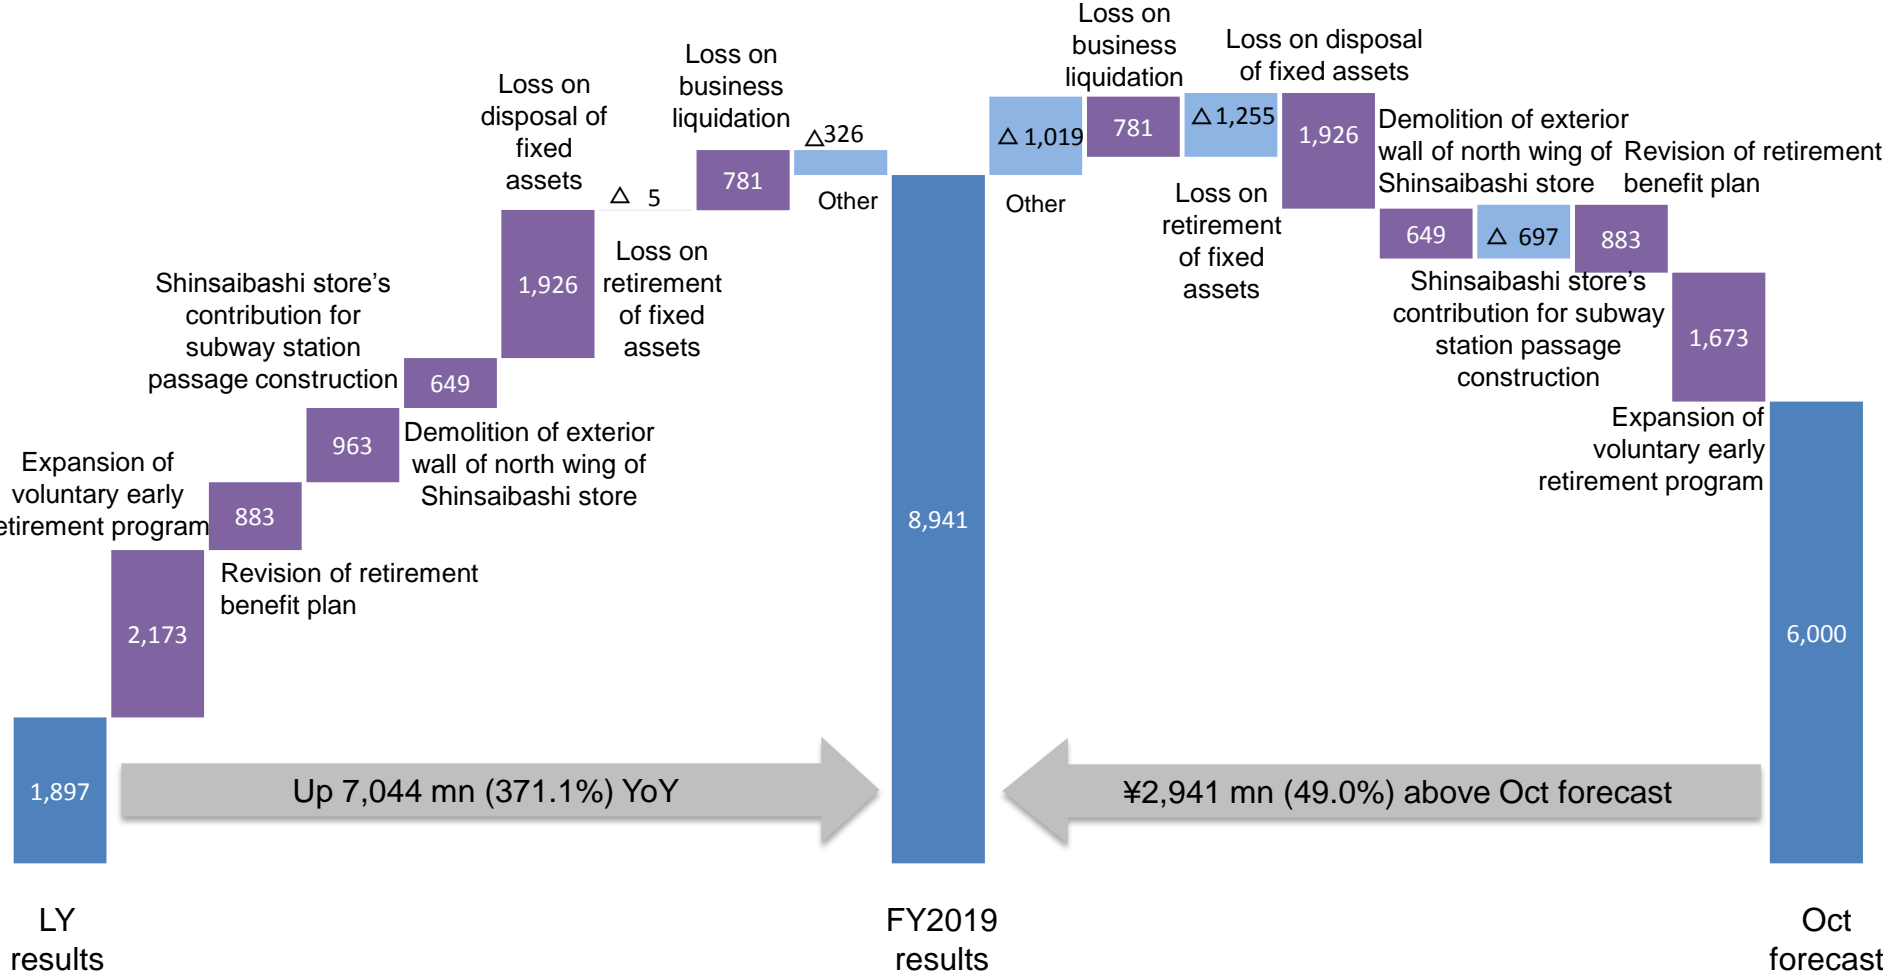 Loss on
disposal of
fixed
assets
Loss on
business
liquidation
△326
Other
△ 5
781
1,926
Loss on
retirement
of fixed
assets
Shinsaibashi store's
contribution for
subway station
passage construction
649
963
Demolition of exterior
wall of north wing of
Shinsaibashi store
Expansion of
voluntary early
etirement program
883
Revision of retirement
benefit plan
2,173
1,897
Up 7,044 mn (371.1%) YoY
8,941
Loss on
business
liquidation
Loss on disposal
of fixed assets
△ 1,019
Other
781
△1,255
Loss on
retirement
of fixed
assets
1,926
Demolition of exterior
wall of north wing of
Shinsaibashi store
Revision of retirement
benefit plan
649
△ 697
883
Shinsaibashi store's
contribution for subway
station passage
construction
1,673
Expansion of
voluntary early
retirement program
6,000
¥2,941 mn (49.0%) above Oct forecast
LY
results
FY2019
results
Oct
forecast